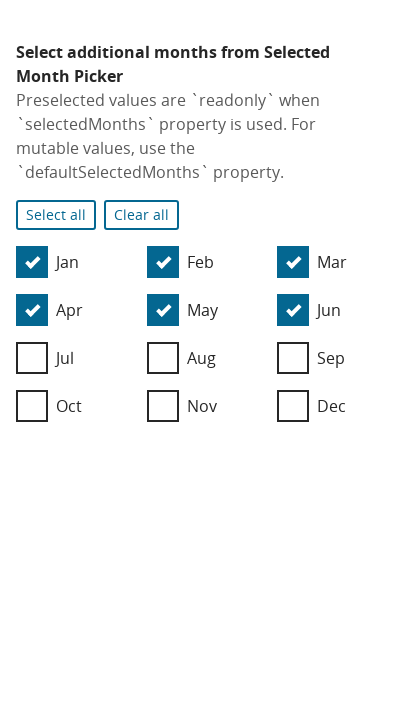 Select additional months from Selected
Month Picker
Preselected values are `readonly` when
`selectedMonths` property is used. For
mutable values, use the
`defaultSelectedMonths` property.
Select all Clear all
Jan Feb Mar
Apr May Jun
Jul Aug Sep
Oct Nov Dec